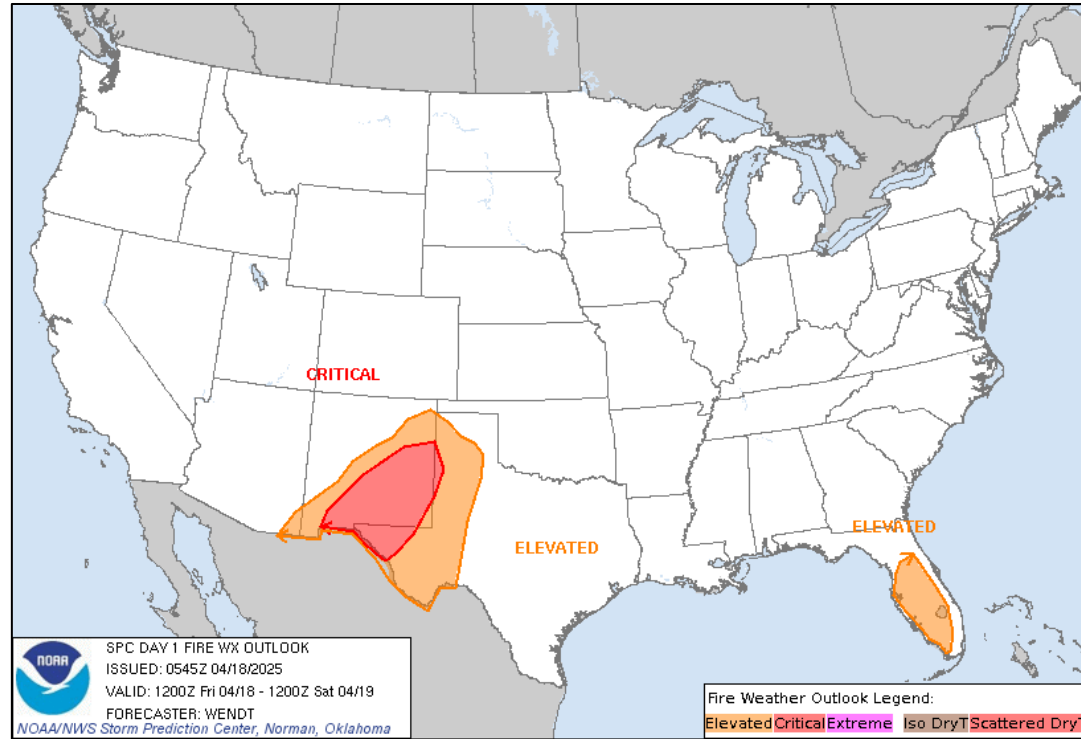 CRITICAL
ELEVATED
ELEVATED
NOAA
SPC DAY 1 FIRE WX OUTLOOK
ISSUED: 0545Z 04/18/2025
VALID: 1200Z Fri 04/18 - 1200Z Sat 04/19
FORECASTER: WENDT
NOAA/NWS Storm Prediction Center, Norman, Oklahoma
Fire Weather Outlook Legend:
Elevated Critical Extreme Iso DryT Scattered DryT